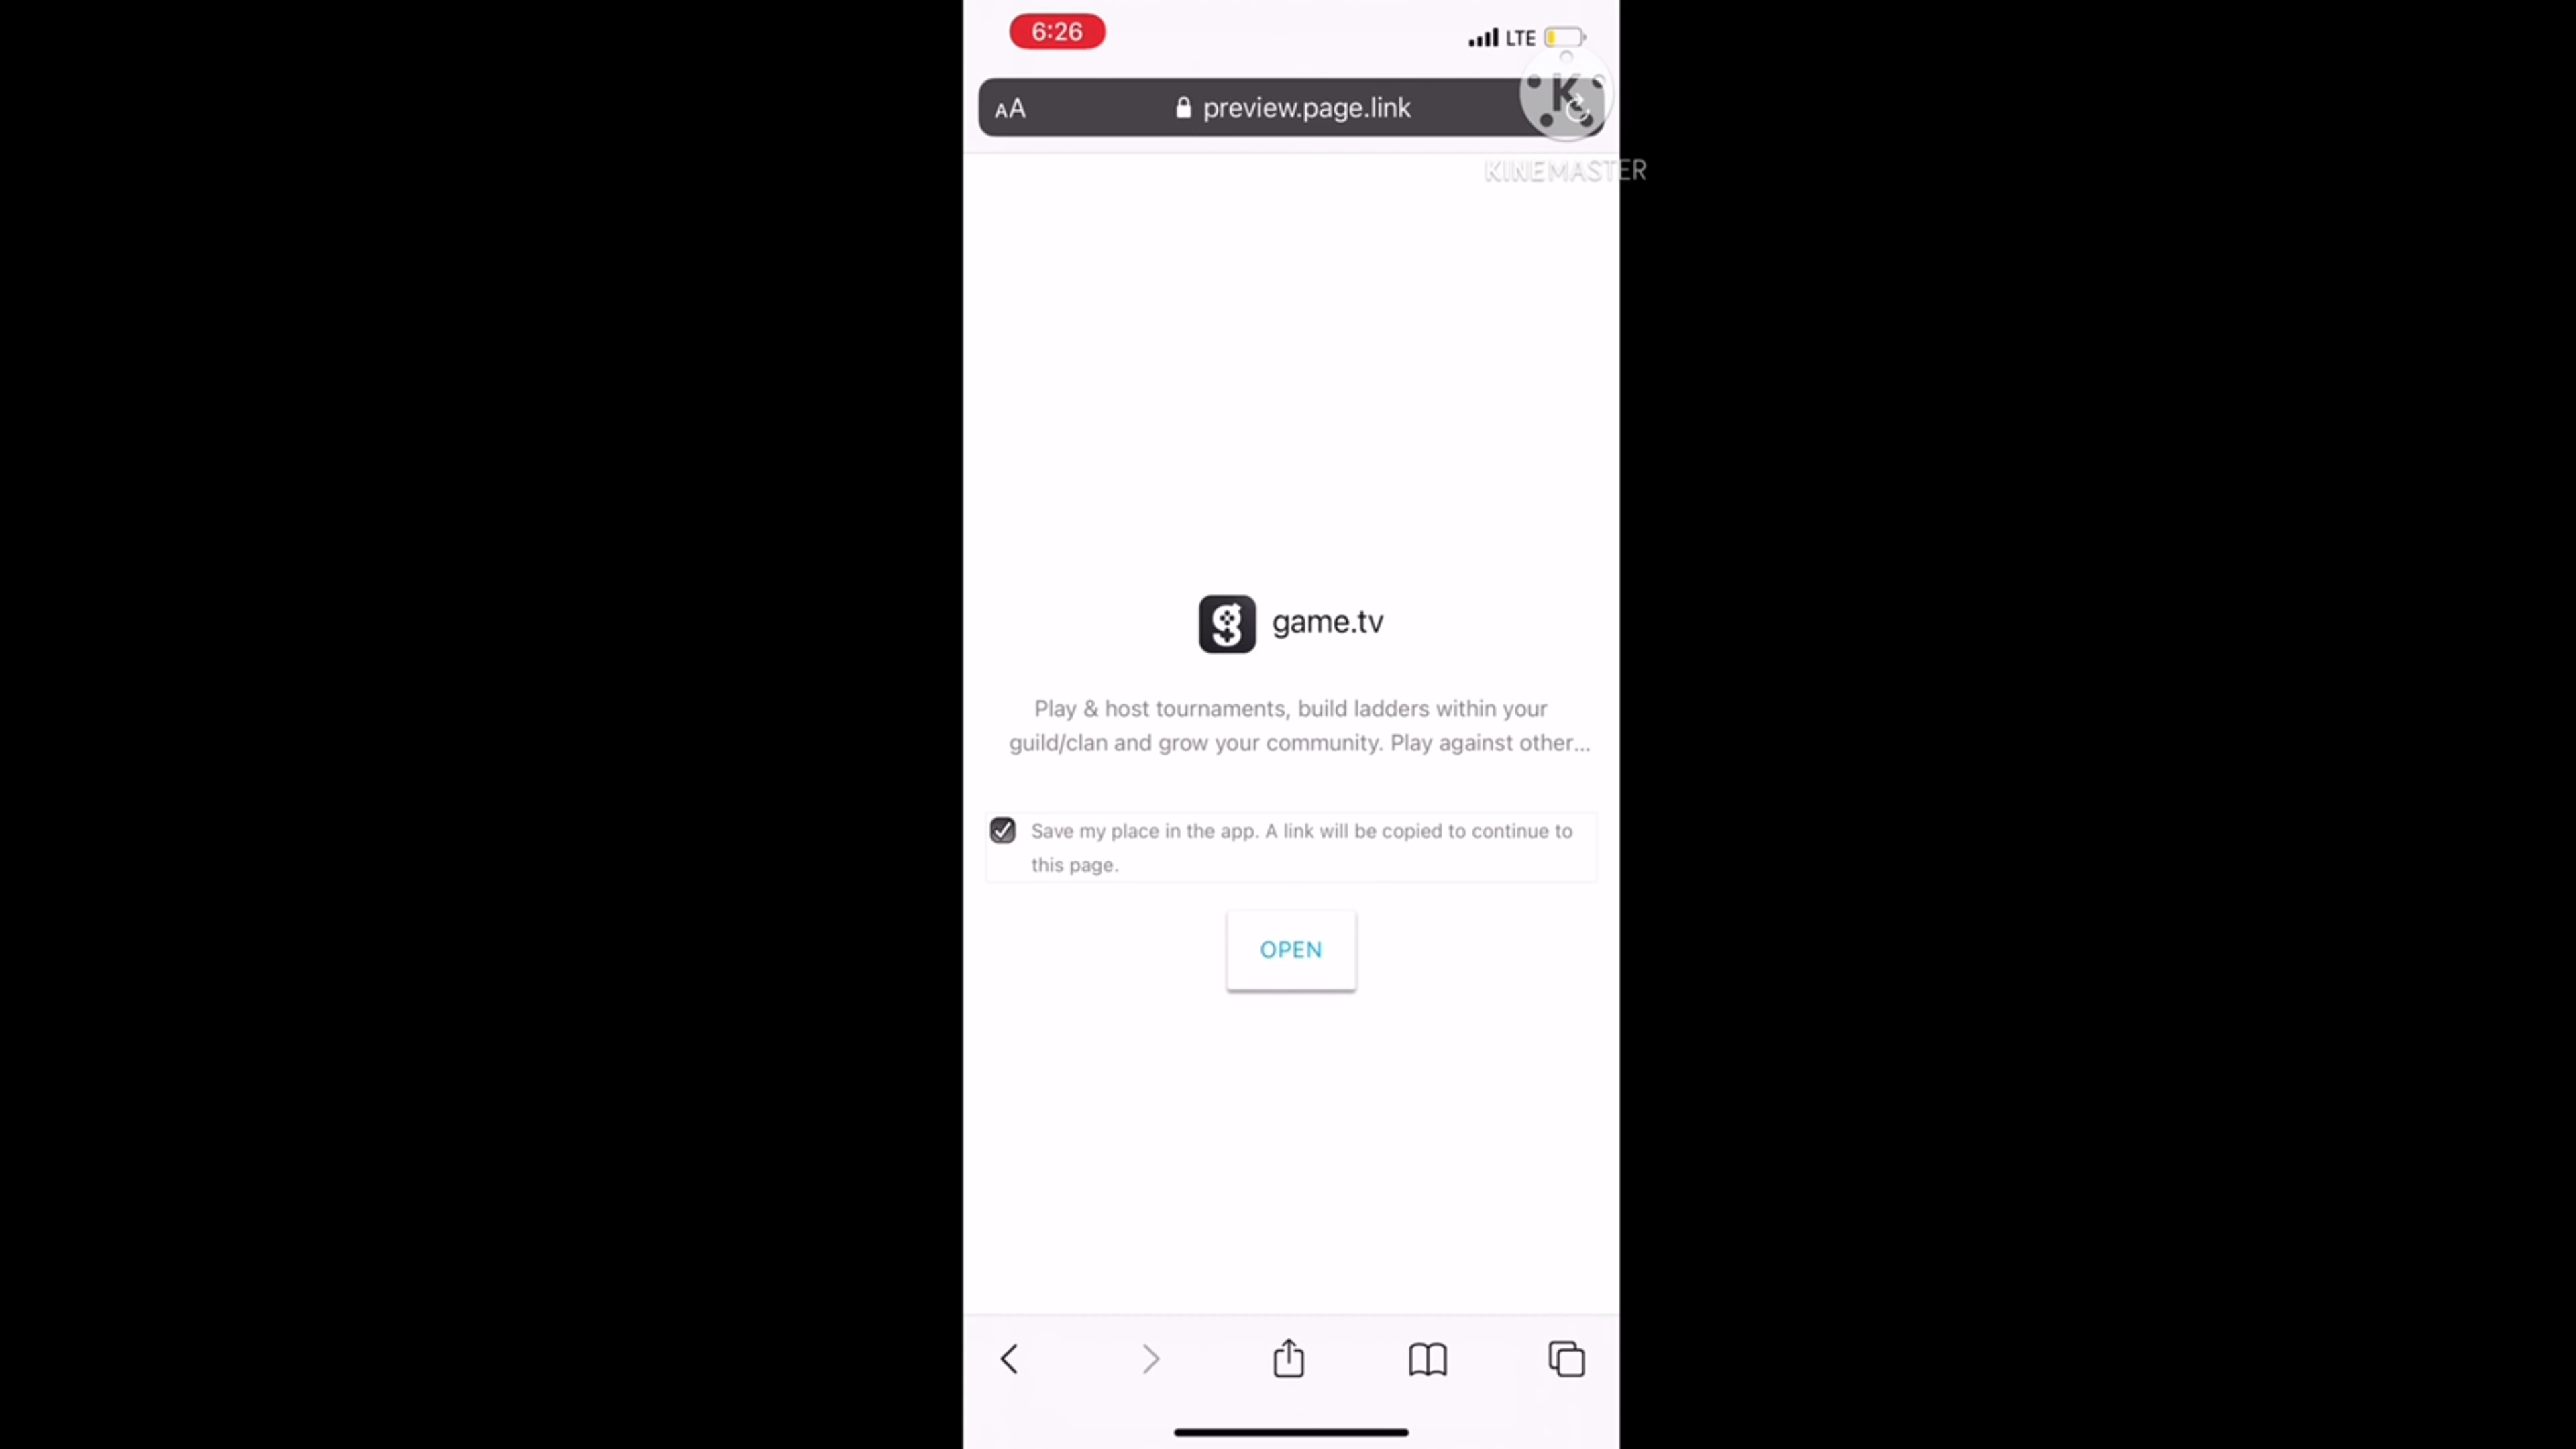 6:26
LTE
AA
preview.page.link
K
KINEMASTER
g
game.tv
Play & host tournaments, build ladders within your
guild/clan and grow your community. Play against other...
Save my place in the app. A link will be copied to continue to
this page.
OPEN